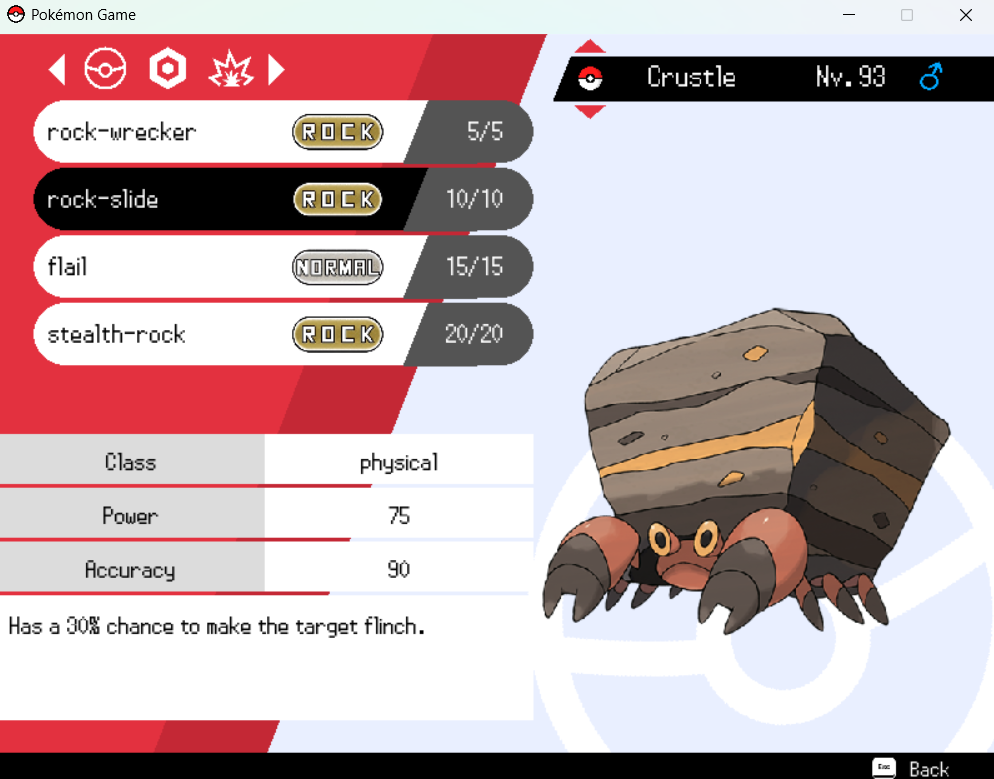 Pokémon Game
Crustle Nv.93 ♂
rock-wrecker ROCK 5/5
rock-slide ROCK 10/10
flail NORMAL 15/15
stealth-rock ROCK 20/20
Class physical
Power 75
Accuracy 90
Has a 30% chance to make the target flinch.
Esc Back